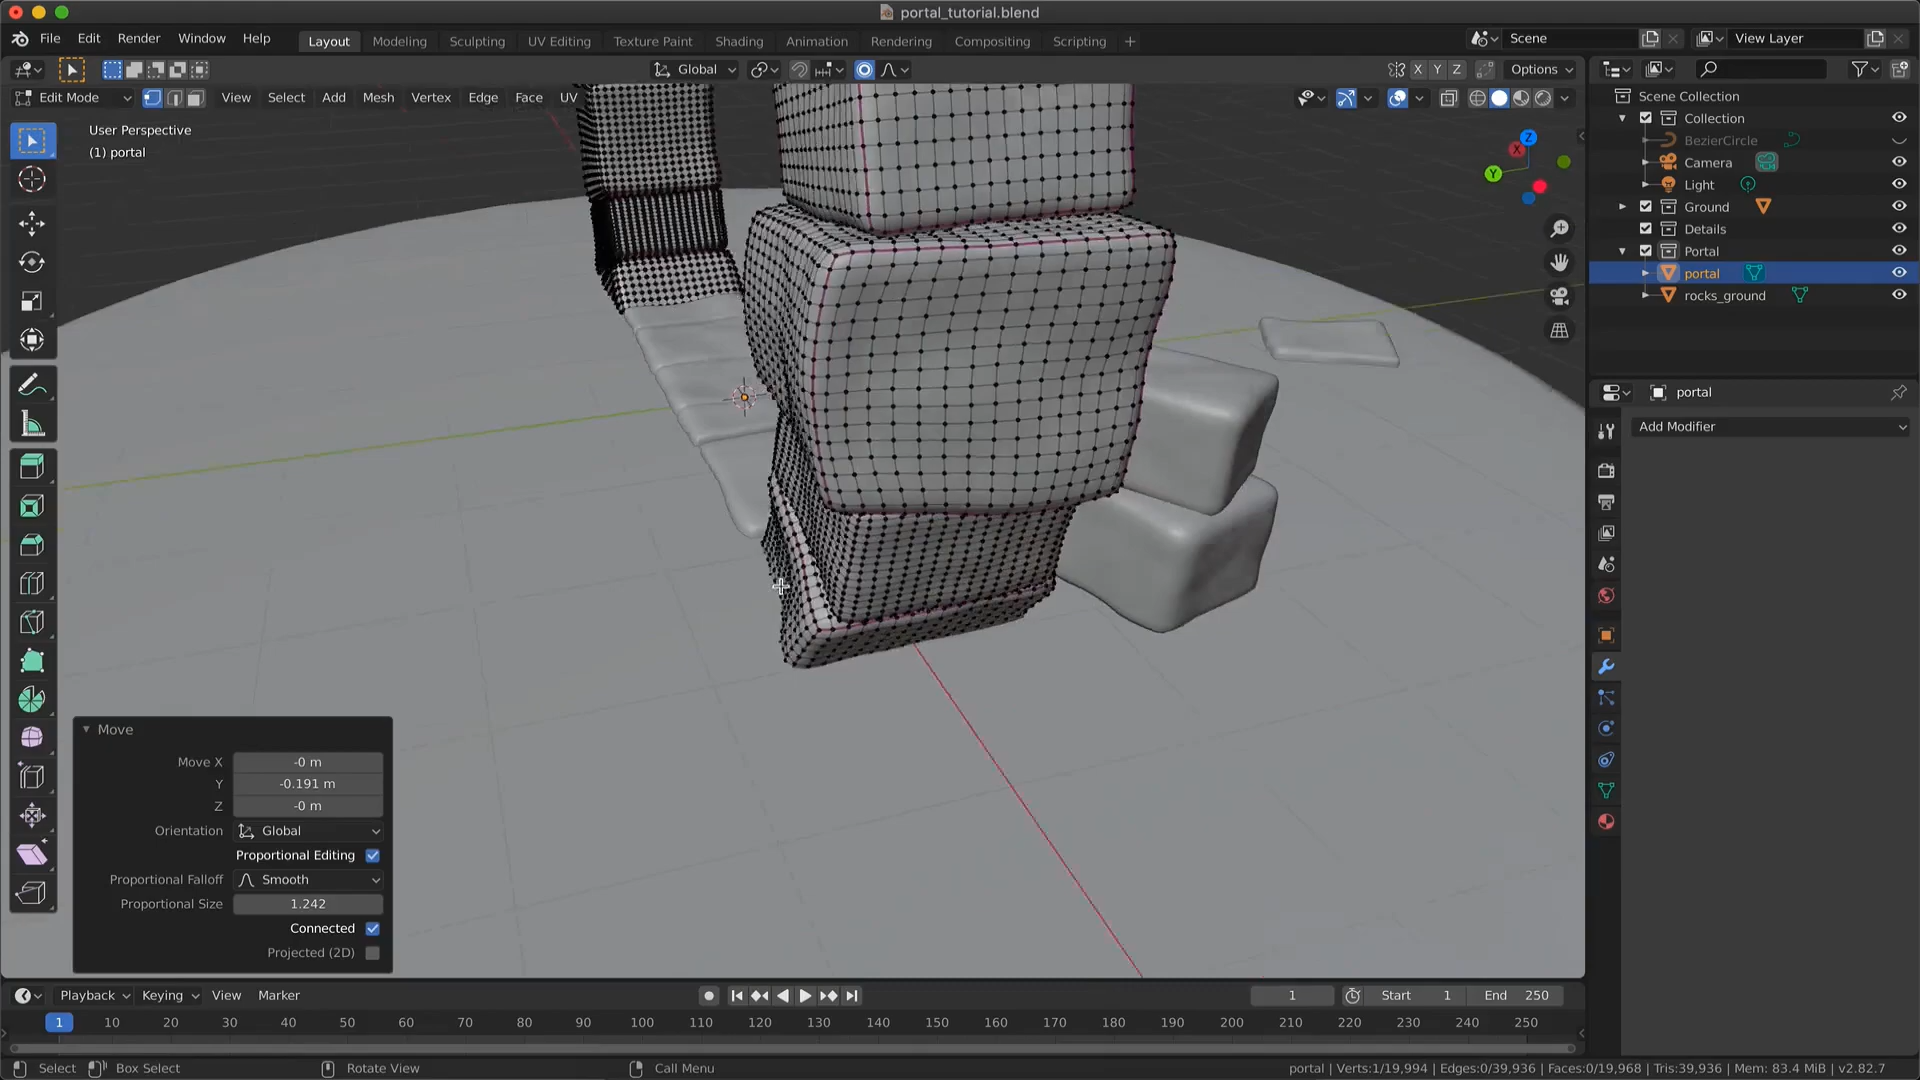 portal_tutorial.blend
File Edit Render Window Help Layout Modeling Sculpting UV Editing Texture Paint Shading Animation Rendering Compositing Scripting + Scene View Layer
Global X Y Z Options
Edit Mode View Select Add Mesh Vertex Edge Face UV
User Perspective
(1) portal
Z
X
Y
Scene Collection
Collection
BezierCircle
Camera
Light
Ground
Details
Portal
portal
rocks_ground
portal
Add Modifier
Move
Move X -0 m
Y -0.191 m
Z -0 m
Orientation Global
Proportional Editing
Proportional Falloff Smooth
Proportional Size 1.242
Connected
Projected (2D)
Playback Keying View Marker 1 Start 1 End 250
1 10 20 30 40 50 60 70 80 90 100 110 120 130 140 150 160 170 180 190 200 210 220 230 240 250
Select Box Select Rotate View Call Menu portal | Verts:1/19,994 | Edges:0/39,936 | Faces:0/19,968 | Tris:39,936 | Mem: 83.4 MiB | v2.82.7